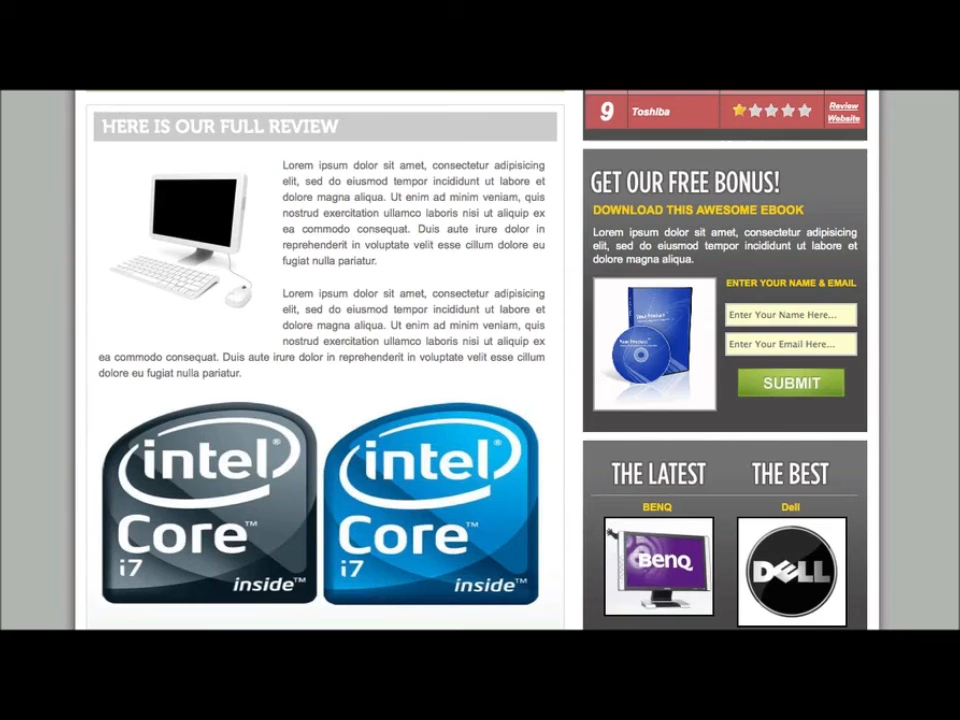 HERE IS OUR FULL REVIEW
Lorem ipsum dolor sit amet, consectetur adipisicing
elit, sed do eiusmod tempor incididunt ut labore et
dolore magna aliqua. Ut enim ad minim veniam, quis
nostrud exercitation ullamco laboris nisi ut aliquip ex
ea commodo consequat. Duis aute irure dolor in
reprehenderit in voluptate velit esse cillum dolore eu
fugiat nulla pariatur.
Lorem ipsum dolor sit amet, consectetur adipisicing
elit, sed do eiusmod tempor incididunt ut labore et
dolore magna aliqua. Ut enim ad minim veniam, quis
nostrud exercitation ullamco laboris nisi ut aliquip ex
ea commodo consequat. Duis aute irure dolor in reprehenderit in voluptate velit esse cillum
dolore eu fugiat nulla pariatur.
intel®
Core™
i7
inside™
intel®
Core™
i7
inside™
9 Toshiba Review
Website
GET OUR FREE BONUS!
DOWNLOAD THIS AWESOME EBOOK
Lorem ipsum dolor sit amet, consectetur adipisicing
elit, sed do eiusmod tempor incididunt ut labore et
dolore magna aliqua.
ENTER YOUR NAME & EMAIL
Your Product
Your Product
Enter Your Name Here...
Enter Your Email Here...
SUBMIT
THE LATEST THE BEST
BENQ Dell
BenQ DELL